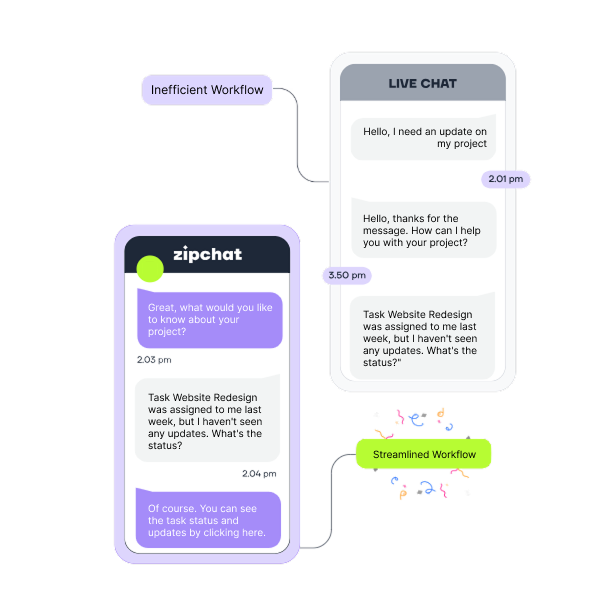 Inefficient Workflow
LIVE CHAT
Hello, I need an update on
my project
2.01 pm
Hello, thanks for the
message. How can I help
you with your project?
3.50 pm
Task Website Redesign
was assigned to me last
week, but I haven't seen
any updates. What's the
status?"
zipchat
Great, what would you like
to know about your
project?
2.03 pm
Task Website Redesign
was assigned to me last
week, but I haven't seen
any updates. What's the
status?
2.04 pm
Of course. You can see
the task status and
updates by clicking here.
Streamlined Workflow